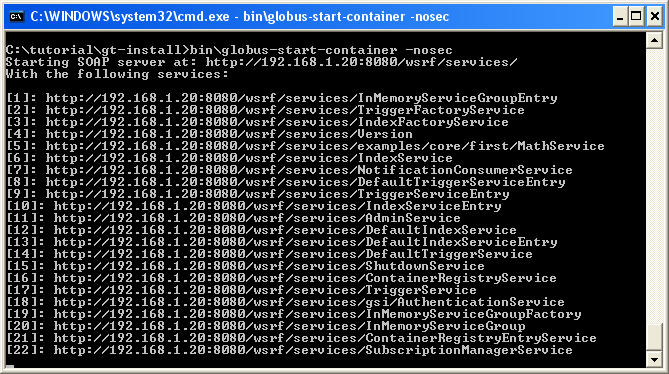 C:\WINDOWS\system32\cmd.exe - bin\globus-start-container -nosec
C:\tutorial\gt-install>bin\globus-start-container -nosec
Starting SOAP server at: http://192.168.1.20:8080/wsrf/services/
With the following services:
[1]: http://192.168.1.20:8080/wsrf/services/InMemoryServiceGroupEntry
[2]: http://192.168.1.20:8080/wsrf/services/TriggerFactoryService
[3]: http://192.168.1.20:8080/wsrf/services/IndexFactoryService
[4]: http://192.168.1.20:8080/wsrf/services/Version
[5]: http://192.168.1.20:8080/wsrf/services/examples/core/first/MathService
[6]: http://192.168.1.20:8080/wsrf/services/IndexService
[7]: http://192.168.1.20:8080/wsrf/services/NotificationConsumerService
[8]: http://192.168.1.20:8080/wsrf/services/DefaultTriggerServiceEntry
[9]: http://192.168.1.20:8080/wsrf/services/TriggerServiceEntry
[10]: http://192.168.1.20:8080/wsrf/services/IndexServiceEntry
[11]: http://192.168.1.20:8080/wsrf/services/AdminService
[12]: http://192.168.1.20:8080/wsrf/services/DefaultIndexService
[13]: http://192.168.1.20:8080/wsrf/services/DefaultIndexServiceEntry
[14]: http://192.168.1.20:8080/wsrf/services/DefaultTriggerService
[15]: http://192.168.1.20:8080/wsrf/services/ShutdownService
[16]: http://192.168.1.20:8080/wsrf/services/ContainerRegistryService
[17]: http://192.168.1.20:8080/wsrf/services/TriggerService
[18]: http://192.168.1.20:8080/wsrf/services/gsi/AuthenticationService
[19]: http://192.168.1.20:8080/wsrf/services/InMemoryServiceGroupFactory
[20]: http://192.168.1.20:8080/wsrf/services/InMemoryServiceGroup
[21]: http://192.168.1.20:8080/wsrf/services/ContainerRegistryEntryService
[22]: http://192.168.1.20:8080/wsrf/services/SubscriptionManagerService